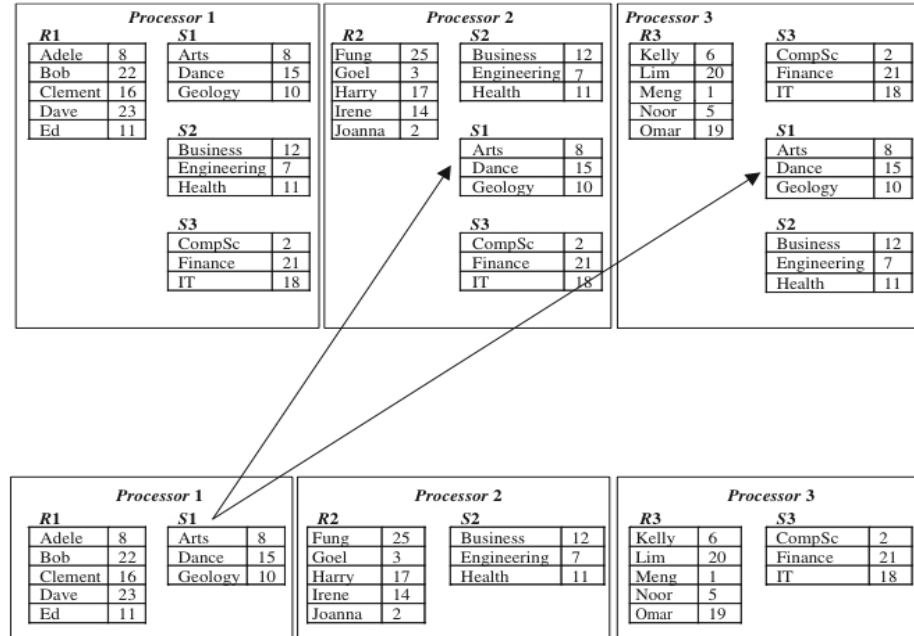 Processor 1
R1
Adele 8
Bob 22
Clement 16
Dave 23
Ed 11
S1
Arts 8
Dance 15
Geology 10
S2
Business 12
Engineering 7
Health 11
S3
CompSc 2
Finance 21
IT 18
Processor 2
R2
Fung 25
Goel 3
Harry 17
Irene 14
Joanna 2
S2
Business 12
Engineering 7
Health 11
S1
Arts 8
Dance 15
Geology 10
S3
CompSc 2
Finance 21
IT 18
Processor 3
R3
Kelly 6
Lim 20
Meng 1
Noor 5
Omar 19
S3
CompSc 2
Finance 21
IT 18
S1
Arts 8
Dance 15
Geology 10
S2
Business 12
Engineering 7
Health 11
Processor 1
R1
Adele 8
Bob 22
Clement 16
Dave 23
Ed 11
S1
Arts 8
Dance 15
Geology 10
Processor 2
R2
Fung 25
Goel 3
Harry 17
Irene 14
Joanna 2
S2
Business 12
Engineering 7
Health 11
Processor 3
R3
Kelly 6
Lim 20
Meng 1
Noor 5
Omar 19
S3
CompSc 2
Finance 21
IT 18